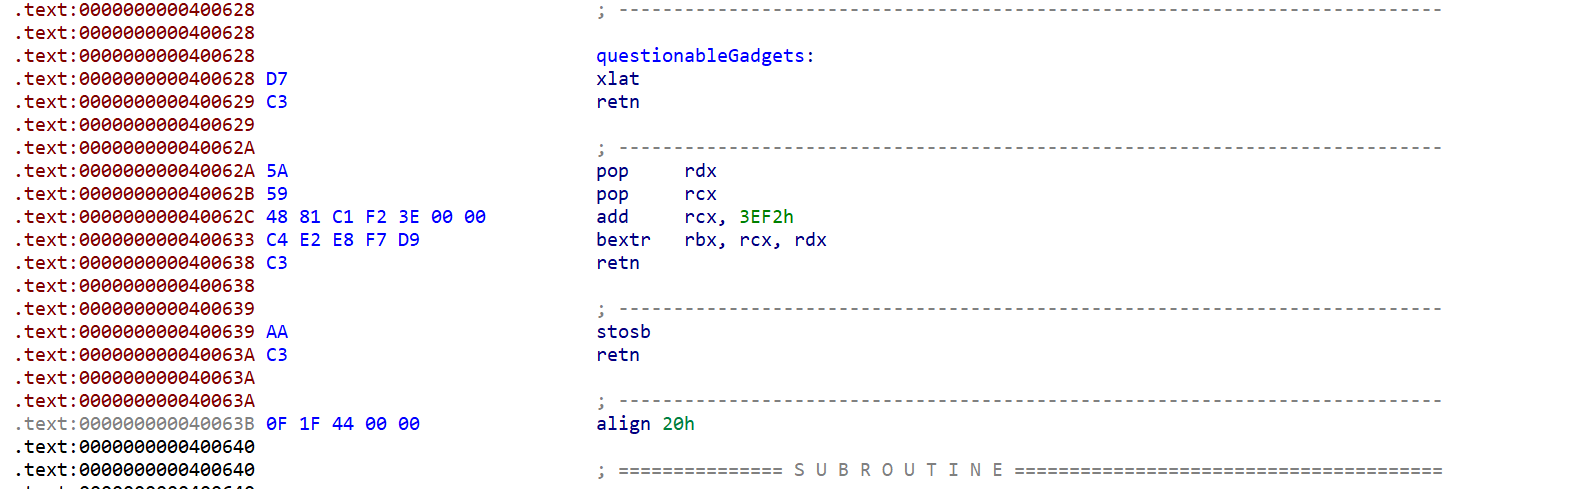 .text:0000000000400628 ; ---------------------------------------------------------------------------
.text:0000000000400628
.text:0000000000400628 questionableGadgets:
.text:0000000000400628 D7 xlat
.text:0000000000400629 C3 retn
.text:0000000000400629
.text:000000000040062A ; ---------------------------------------------------------------------------
.text:000000000040062A 5A pop rdx
.text:000000000040062B 59 pop rcx
.text:000000000040062C 48 81 C1 F2 3E 00 00 add rcx, 3EF2h
.text:0000000000400633 C4 E2 E8 F7 D9 bextr rbx, rcx, rdx
.text:0000000000400638 C3 retn
.text:0000000000400638
.text:0000000000400639 ; ---------------------------------------------------------------------------
.text:0000000000400639 AA stosb
.text:000000000040063A C3 retn
.text:000000000040063A
.text:000000000040063A ; ---------------------------------------------------------------------------
.text:000000000040063B 0F 1F 44 00 00 align 20h
.text:0000000000400640
.text:0000000000400640 ; =============== S U B R O U T I N E =======================================